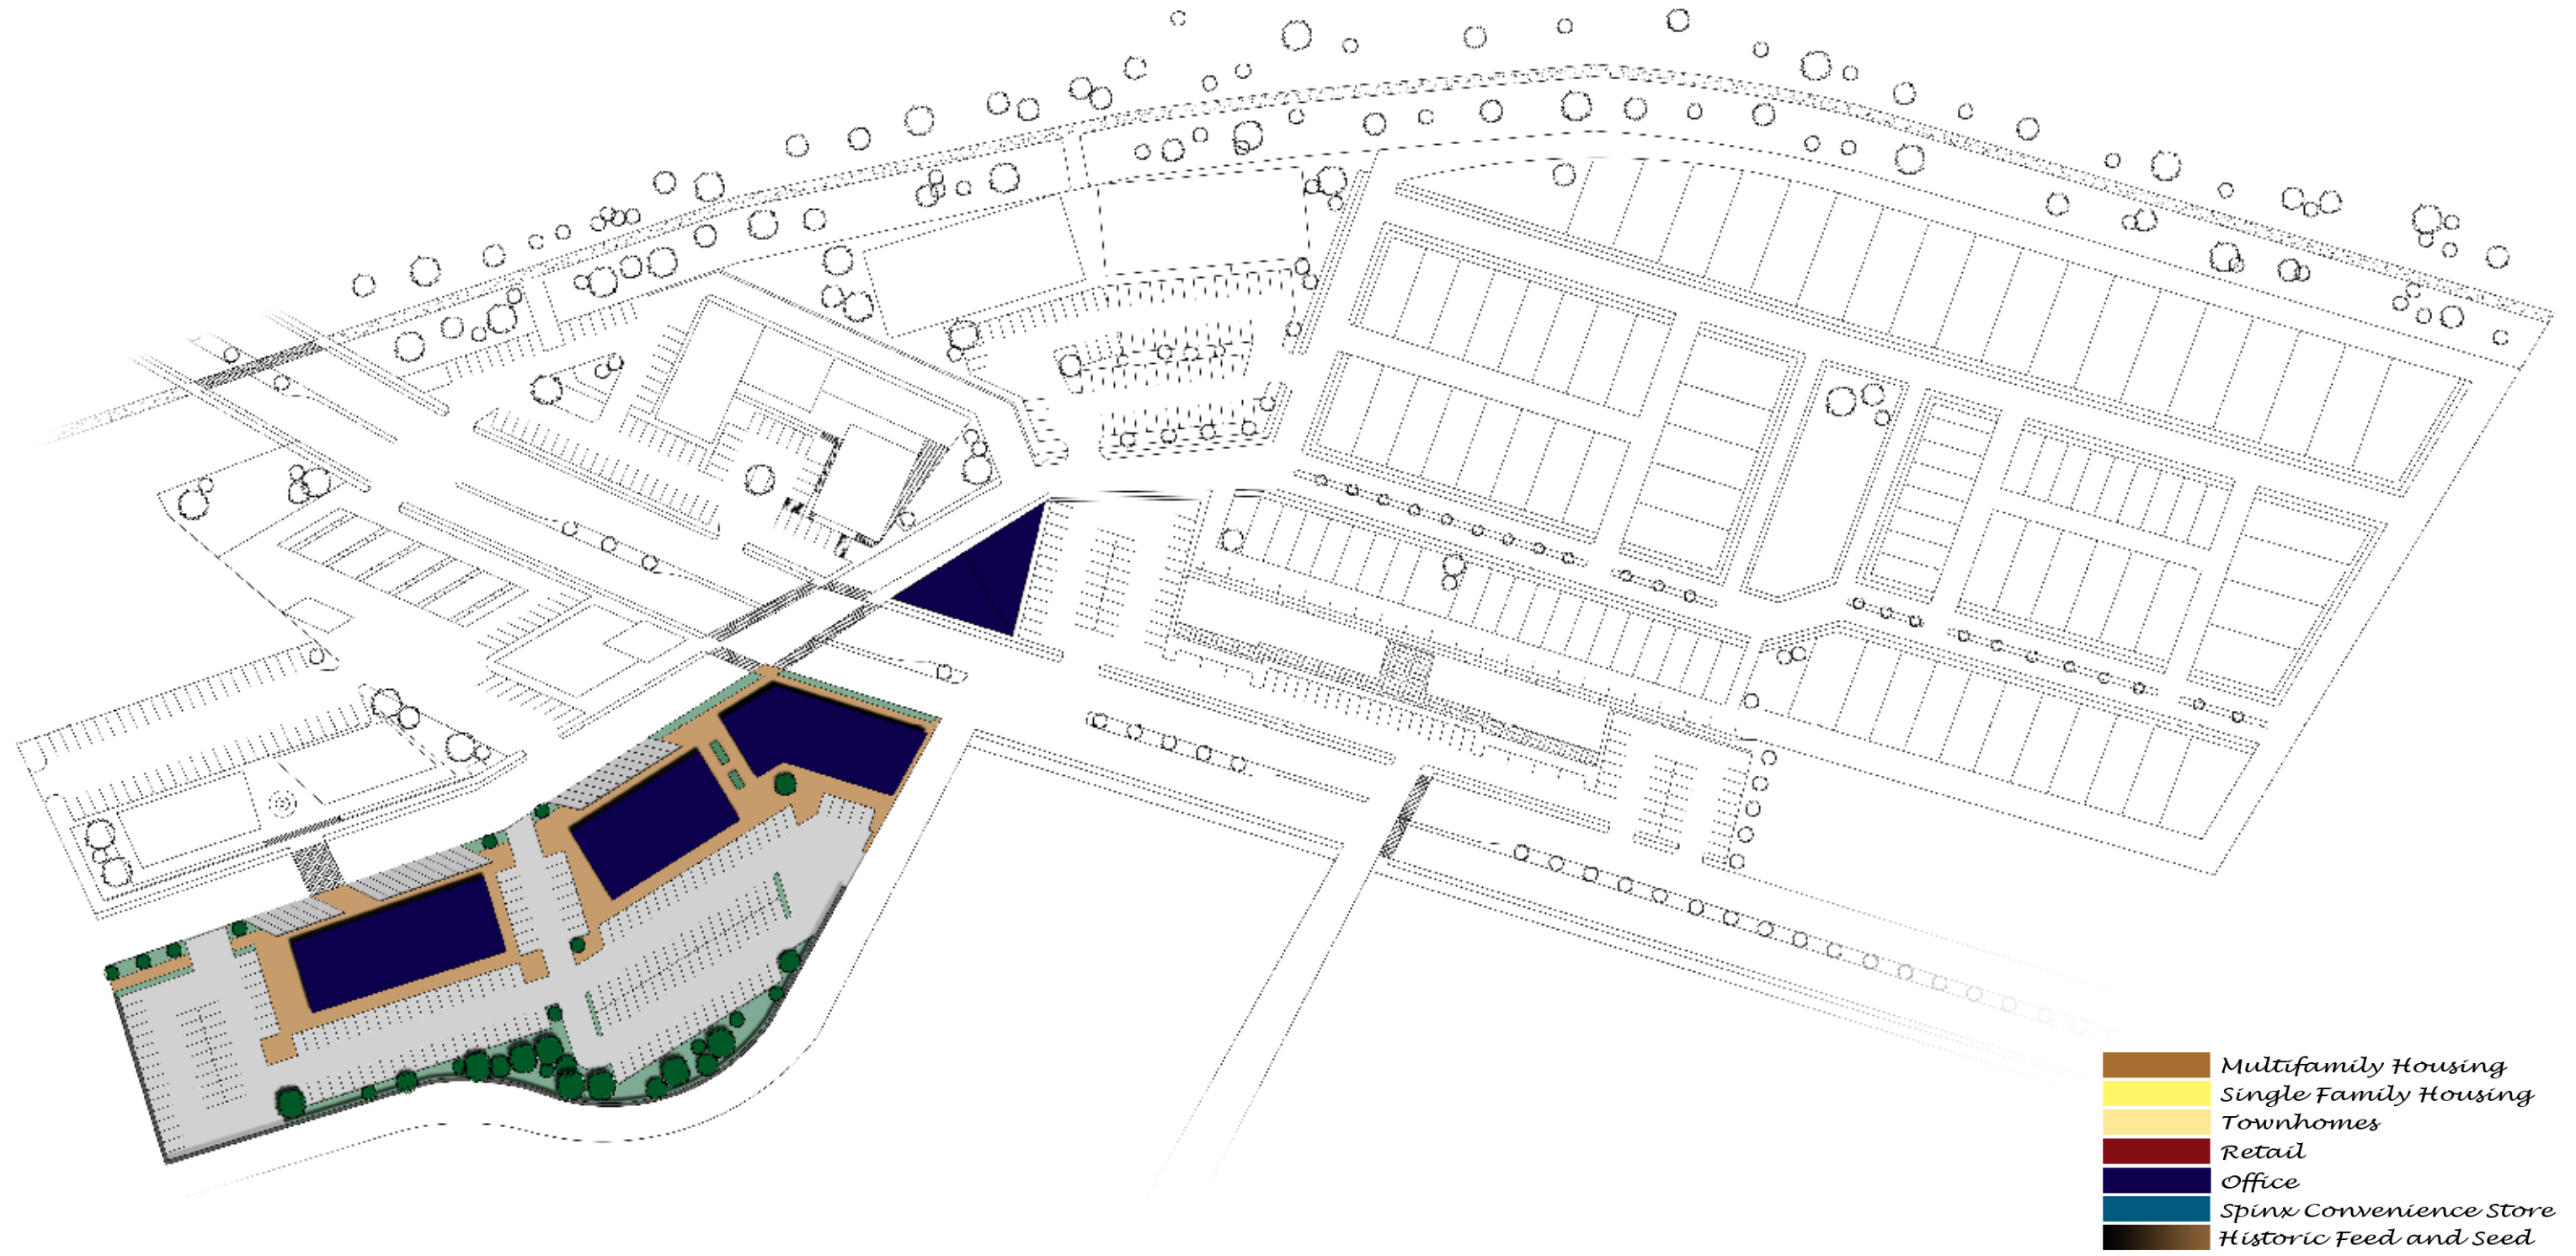 Multifamily Housing
Single Family Housing
Townhomes
Retail
Office
Spinx Convenience Store
Historic Feed and Seed